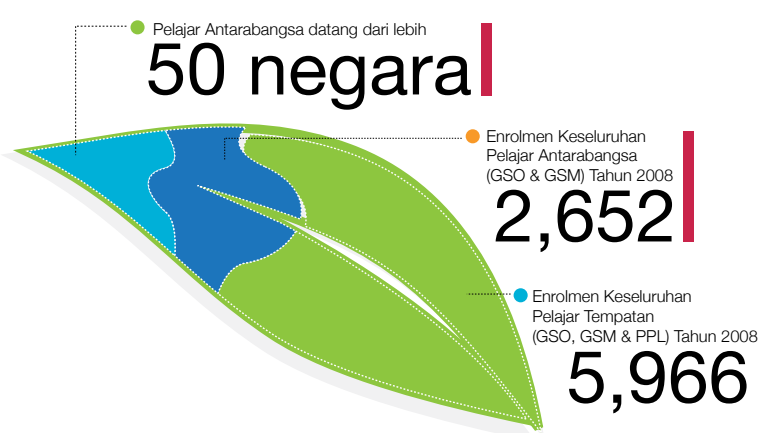 Pelajar Antarabangsa datang dari lebih
50 negara
Enrolmen Keseluruhan
Pelajar Antarabangsa
(GSO & GSM) Tahun 2008
2,652
Enrolmen Keseluruhan
Pelajar Tempatan
(GSO, GSM & PPL) Tahun 2008
5,966